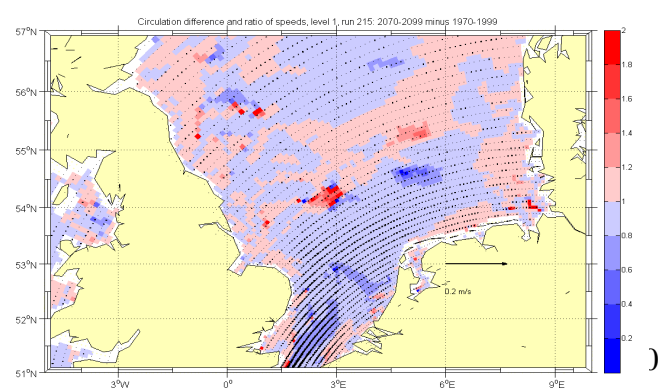 Circulation difference and ratio of speeds, level 1, run 215: 2070-2099 minus 1970-1999
57°N
56°N
55°N
54°N
53°N
52°N
51°N
3°W
0°
3°E
6°E
9°E
0.2 m/s
2
1.8
1.6
1.4
1.2
1
0.8
0.6
0.4
0.2
)